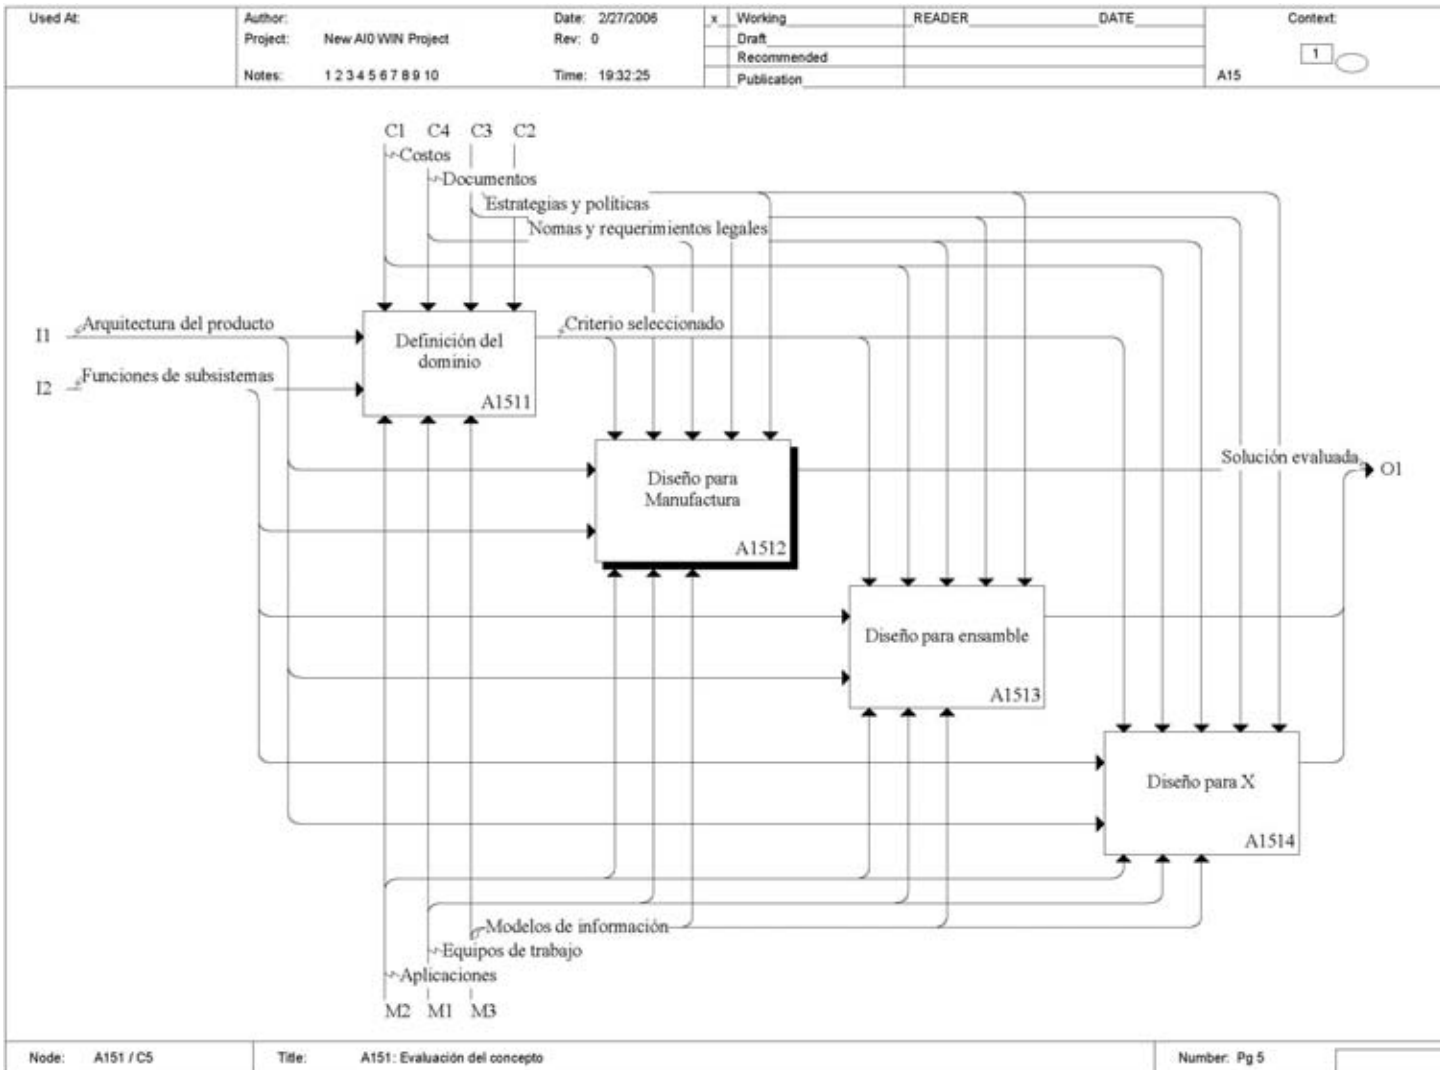 Used At:
Author:
Date: 2/27/2006
x
Working
READER
DATE
Context:
Project: New AI0 WIN Project
Rev: 0
Draft
Recommended
1
Notes: 1 2 3 4 5 6 7 8 9 10
Time: 19:32:25
Publication
A15
C1 C4 C3 C2
Costos
Documentos
Estrategias y políticas
Nomas y requerimientos legales
I1
Arquitectura del producto
Criterio seleccionado
Definición del
dominio
A1511
I2
Funciones de subsistemas
Solución evaluada
O1
Diseño para
Manufactura
A1512
Diseño para ensamble
A1513
Diseño para X
A1514
Modelos de información
Equipos de trabajo
Aplicaciones
M2 M1 M3
Node: A151 / C5
Title: A151: Evaluación del concepto
Number: Pg 5